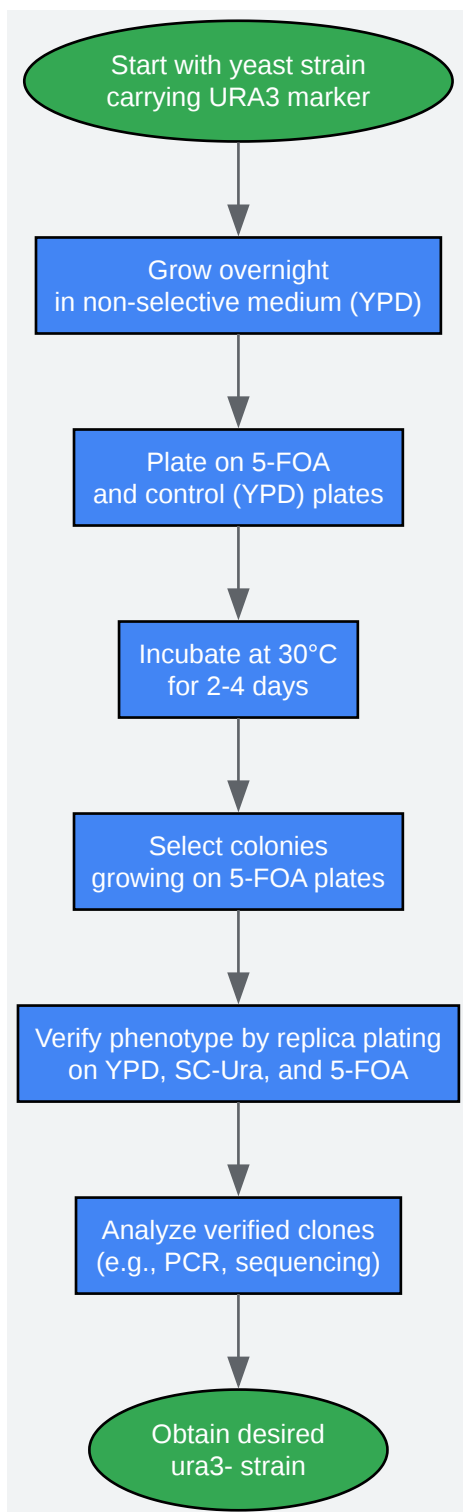 Start with yeast strain
carrying URA3 marker
Grow overnight
in non-selective medium (YPD)
Plate on 5-FOA
and control (YPD) plates
Incubate at 30°C
for 2-4 days
Select colonies
growing on 5-FOA plates
Verify phenotype by replica plating
on YPD, SC-Ura, and 5-FOA
Analyze verified clones
(e.g., PCR, sequencing)
Obtain desired
ura3- strain